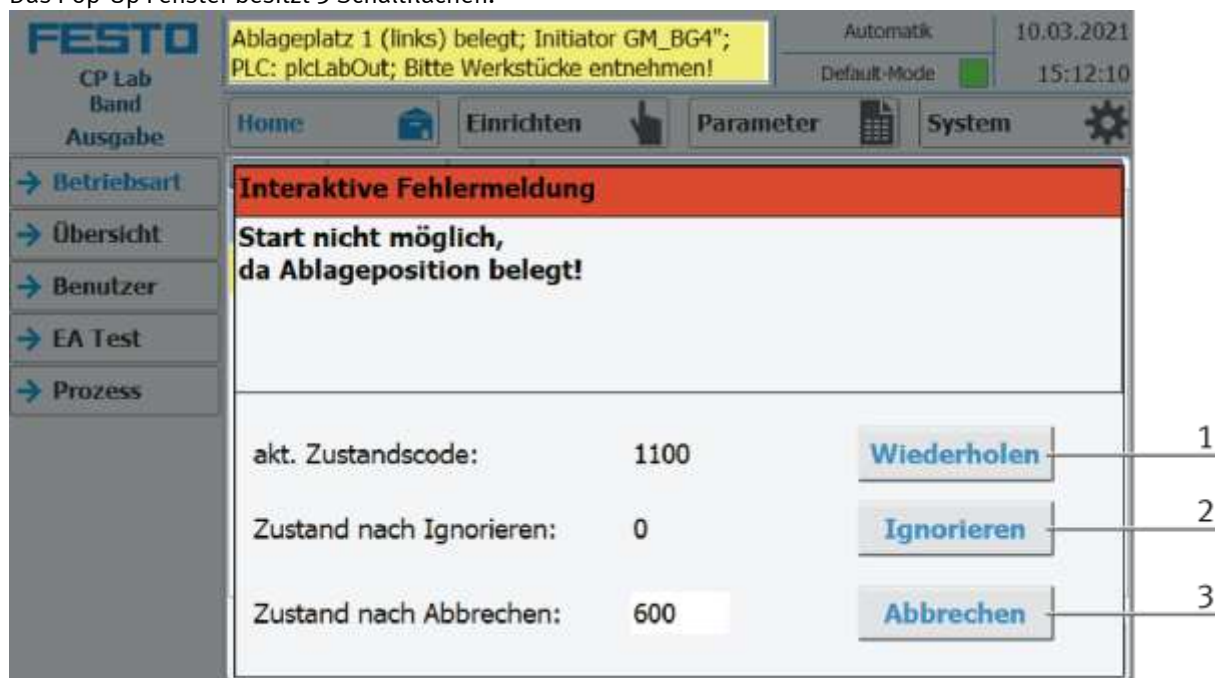 Das Pop-Up Fenster besitzt 3 Schaltflächen.
FESTO
CP Lab
Band
Ausgabe
Ablageplatz 1 (links) belegt; Initiator GM_BG4";
PLC: plcLabOut; Bitte Werkstücke entnehmen!
Automatik
10.03.2021
Default-Mode
15:12:10
Home
Einrichten
Parameter
System
Betriebsart
Übersicht
Benutzer
EA Test
Prozess
Interaktive Fehlermeldung
Start nicht möglich,
da Ablageposition belegt!
akt. Zustandscode: 1100 Wiederholen 1
Zustand nach Ignorieren: 0 Ignorieren 2
Zustand nach Abbrechen: 600 Abbrechen 3